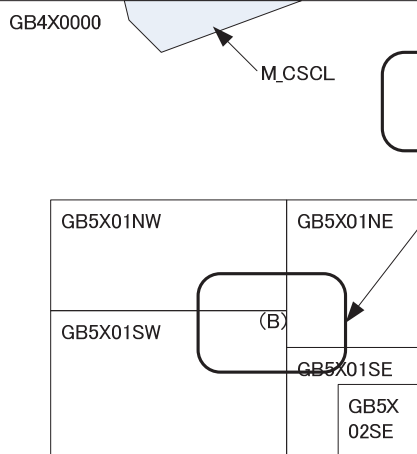 GB4X0000
M_CSCL
GB5X01NW
GB5X01NE
(B)
GB5X01SW
GB5X01SE
GB5X
02SE